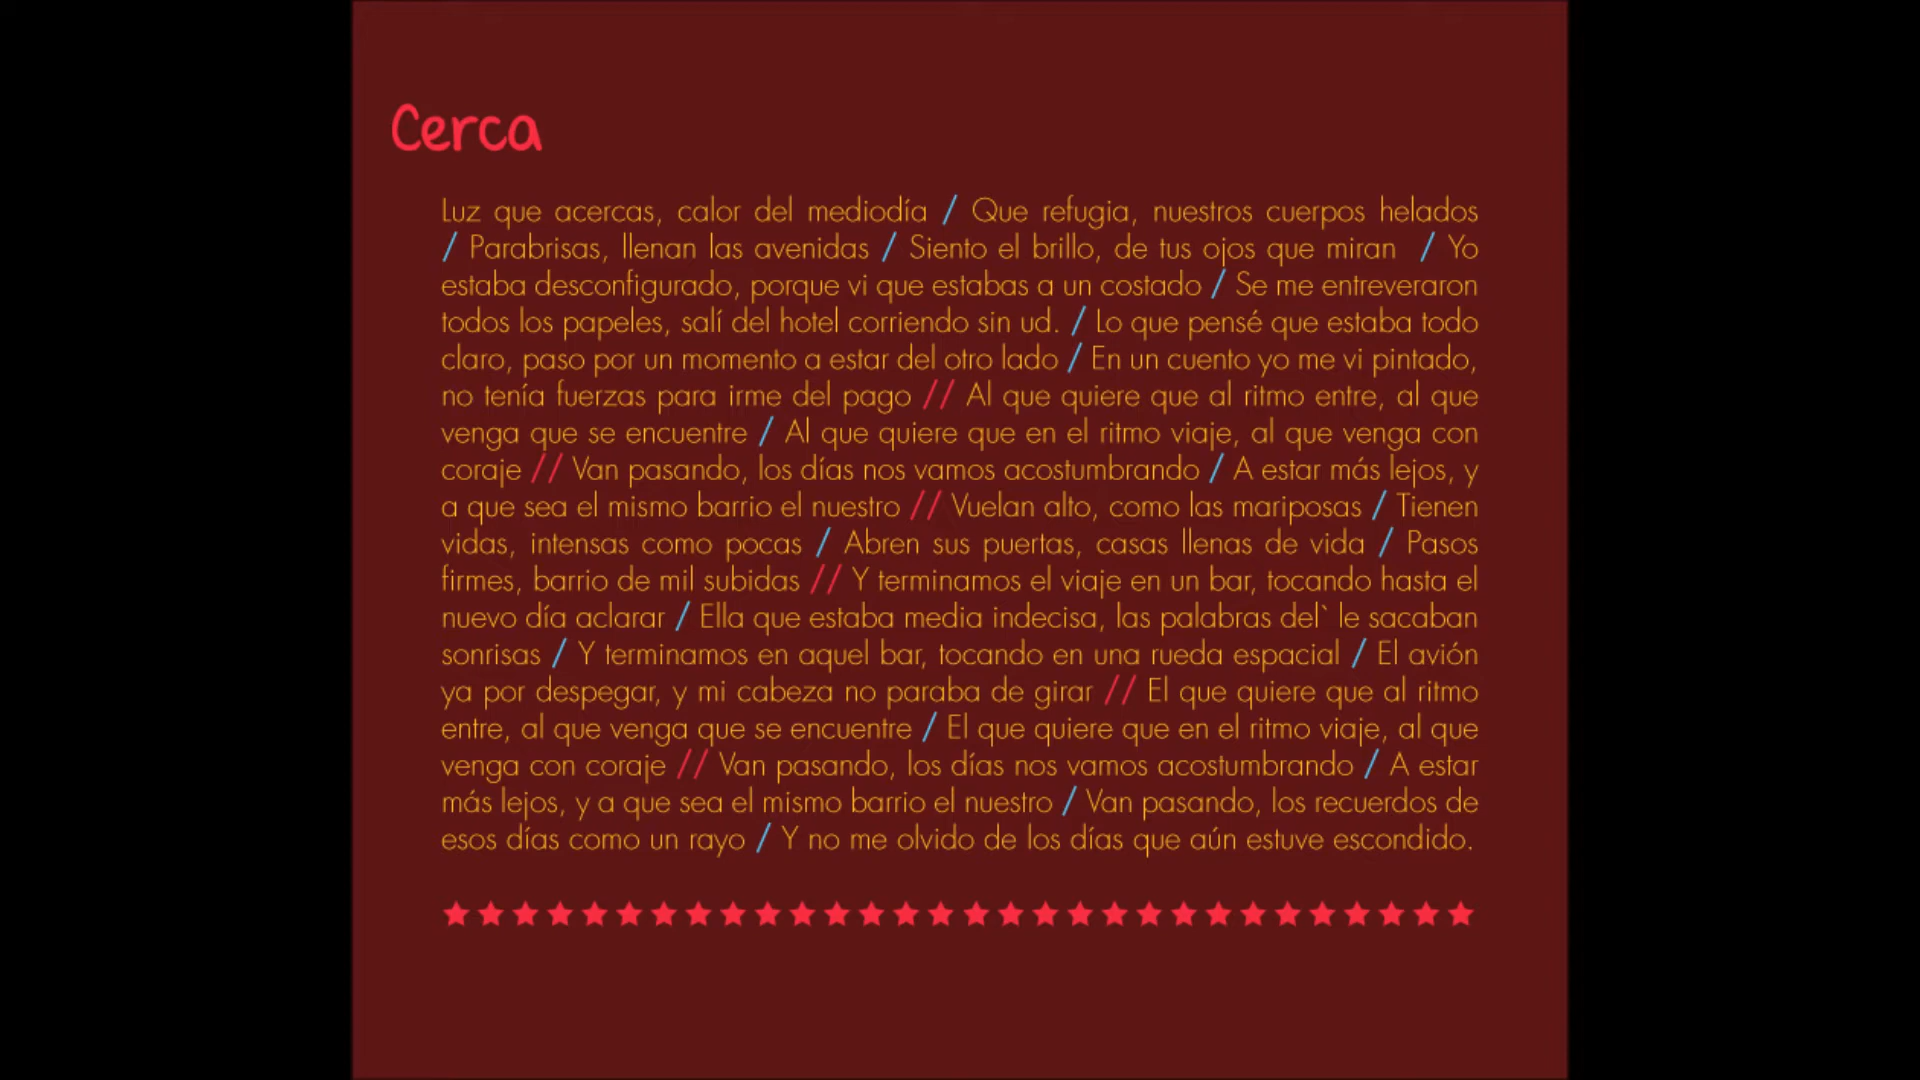 Cerca
Luz que acercas, calor del mediodía / Que refugia, nuestros cuerpos helados
/ Parabrisas, llenan las avenidas / Siento el brillo, de tus ojos que miran / Yo
estaba desconfigurado, porque vi que estabas a un costado / Se me entreveraron
todos los papeles, salí del hotel corriendo sin ud. / Lo que pensé que estaba todo
claro, paso por un momento a estar del otro lado / En un cuento yo me vi pintado,
no tenía fuerzas para irme del pago // Al que quiere que al ritmo entre, al que
venga que se encuentre / Al que quiere que en el ritmo viaje, al que venga con
coraje // Van pasando, los días nos vamos acostumbrando / A estar más lejos, y
a que sea el mismo barrio el nuestro // Vuelan alto, como las mariposas / Tienen
vidas, intensas como pocas / Abren sus puertas, casas llenas de vida / Pasos
firmes, barrio de mil subidas // Y terminamos el viaje en un bar, tocando hasta el
nuevo día aclarar / Ella que estaba media indecisa, las palabras del` le sacaban
sonrisas / Y terminamos en aquel bar, tocando en una rueda espacial / El avión
ya por despegar, y mi cabeza no paraba de girar // El que quiere que al ritmo
entre, al que venga que se encuentre / El que quiere que en el ritmo viaje, al que
venga con coraje // Van pasando, los días nos vamos acostumbrando / A estar
más lejos, y a que sea el mismo barrio el nuestro / Van pasando, los recuerdos de
esos días como un rayo / Y no me olvido de los días que aún estuve escondido.